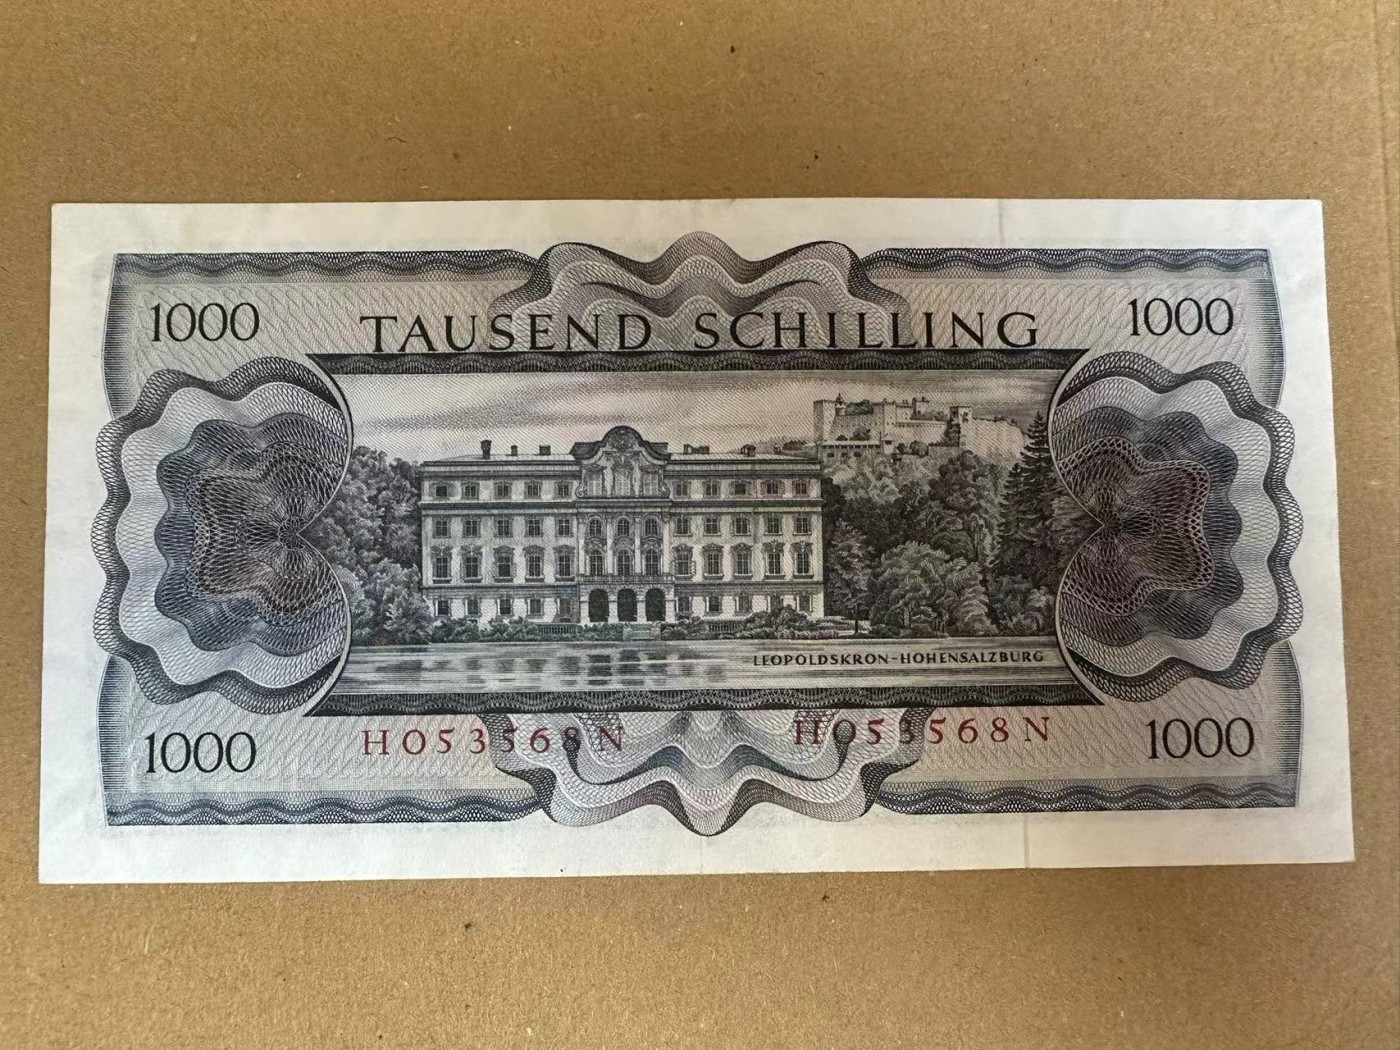 1000 TAUSEND SCHILLING 1000
LEOPOLDSKRON-HOHENSALZBURG
1000 H053568N H053568N 1000